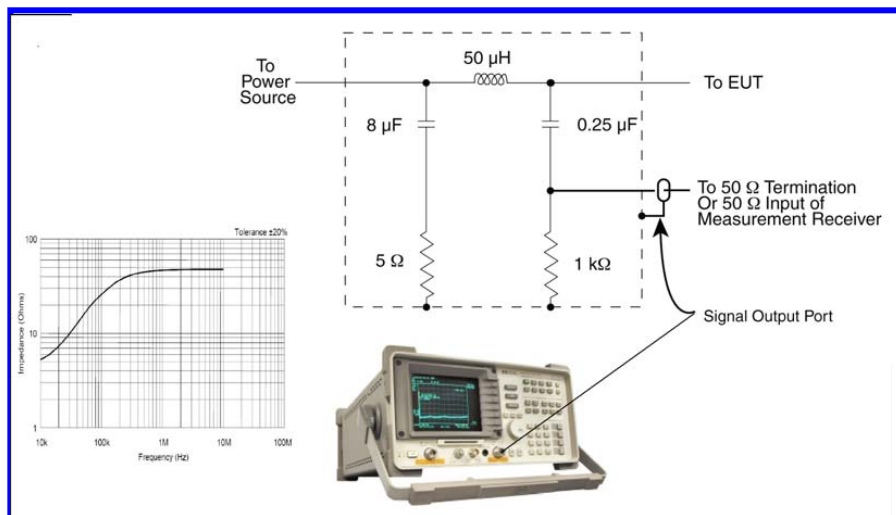 To
Power
Source
50 µH
To EUT
8 µF
0.25 µF
To 50 Ω Termination
Or 50 Ω Input of
Measurement Receiver
5 Ω
1 kΩ
Signal Output Port
Tolerance ±20%
Impedance (Ohms)
100
10
1
10k
100k
1M
10M
100M
Frequency (Hz)